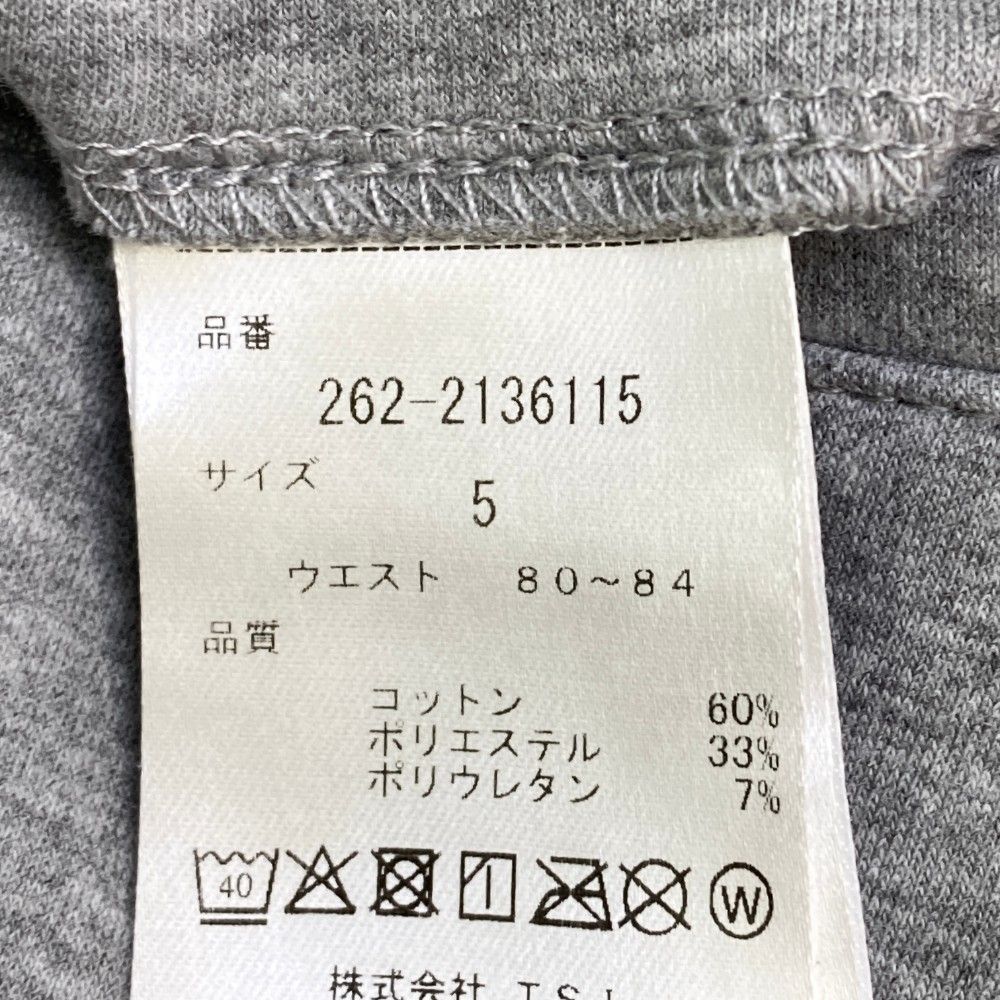 品番
262-2136115
サイズ
5
ウエスト 80~84
品質
コットン 60%
ポリエステル 33%
ポリウレタン 7%
40 W
株式会社 TSI